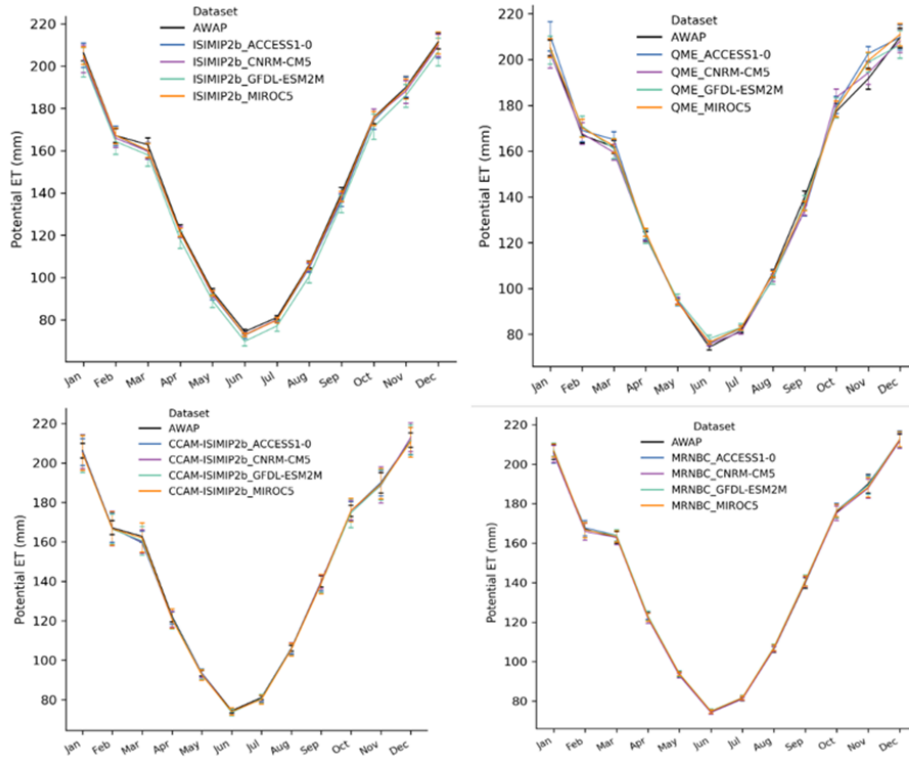 Dataset
AWAP
ISIMIP2b_ACCESS1-0
ISIMIP2b_CNRM-CM5
ISIMIP2b_GFDL-ESM2M
ISIMIP2b_MIROC5
Potential ET (mm)
220
200
180
160
140
120
100
80
Jan Feb Mar Apr May Jun Jul Aug Sep Oct Nov Dec
Dataset
AWAP
QME_ACCESS1-0
QME_CNRM-CM5
QME_GFDL-ESM2M
QME_MIROC5
Potential ET (mm)
220
200
180
160
140
120
100
80
Jan Feb Mar Apr May Jun Jul Aug Sep Oct Nov Dec
Dataset
AWAP
CCAM-ISIMIP2b_ACCESS1-0
CCAM-ISIMIP2b_CNRM-CM5
CCAM-ISIMIP2b_GFDL-ESM2M
CCAM-ISIMIP2b_MIROC5
Potential ET (mm)
220
200
180
160
140
120
100
80
Jan Feb Mar Apr May Jun Jul Aug Sep Oct Nov Dec
Dataset
AWAP
MRNBC_ACCESS1-0
MRNBC_CNRM-CM5
MRNBC_GFDL-ESM2M
MRNBC_MIROC5
Potential ET (mm)
220
200
180
160
140
120
100
80
Jan Feb Mar Apr May Jun Jul Aug Sep Oct Nov Dec